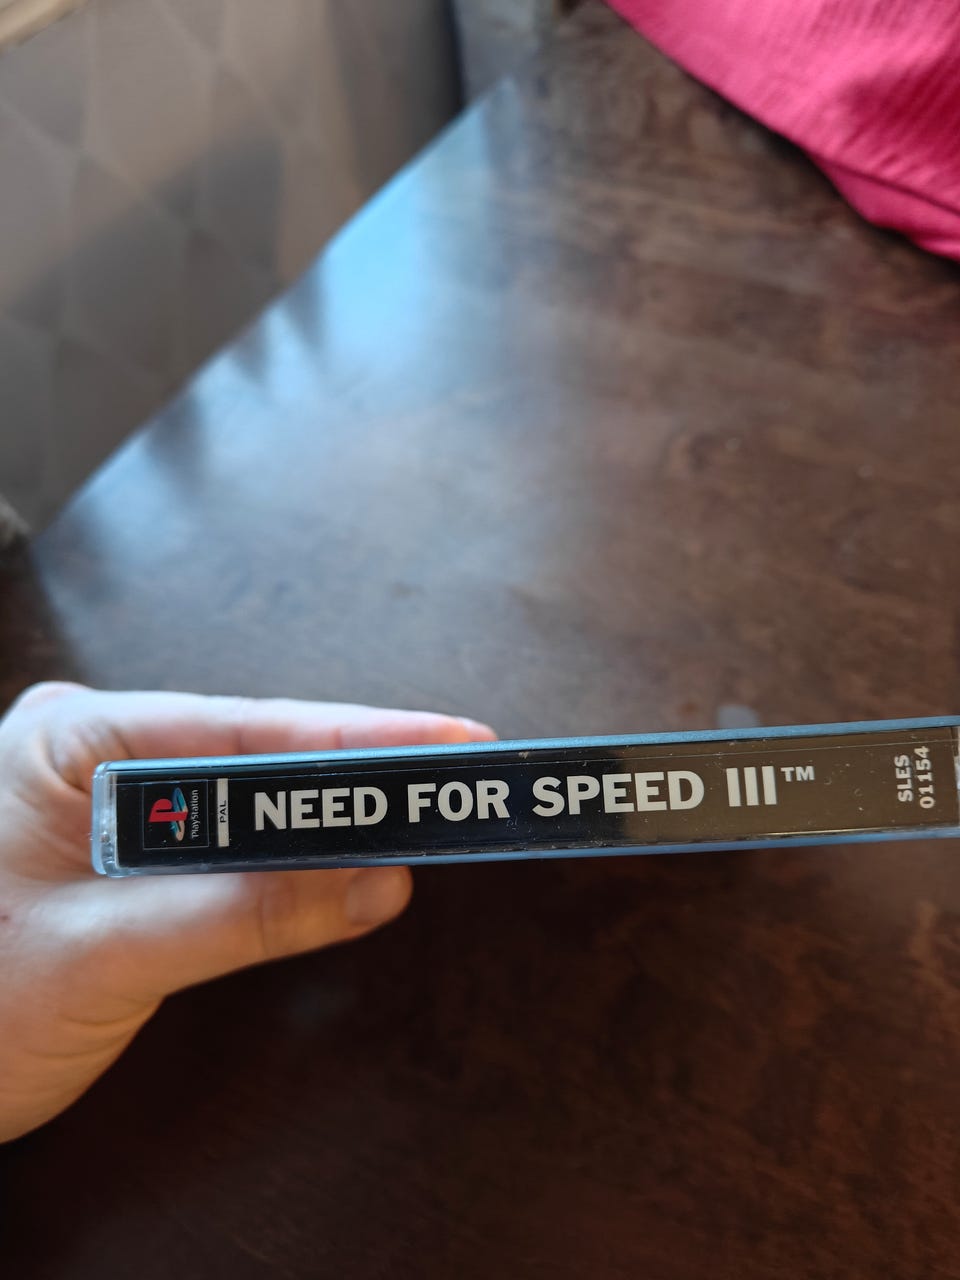 PlayStation
PAL
NEED FOR SPEED III™
SLES
01154